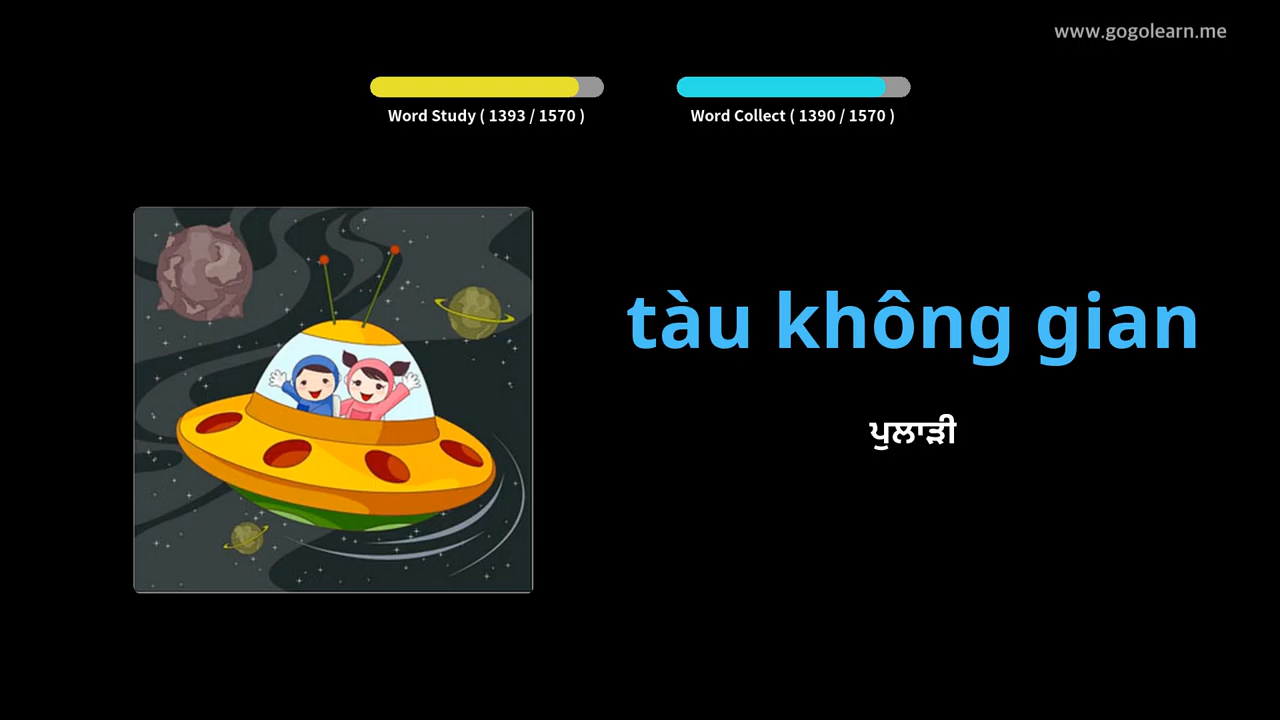 www.gogolearn.me
Word Study ( 1393 / 1570 )
Word Collect ( 1390 / 1570 )
tàu không gian
ਪੁਲਾੜੀ